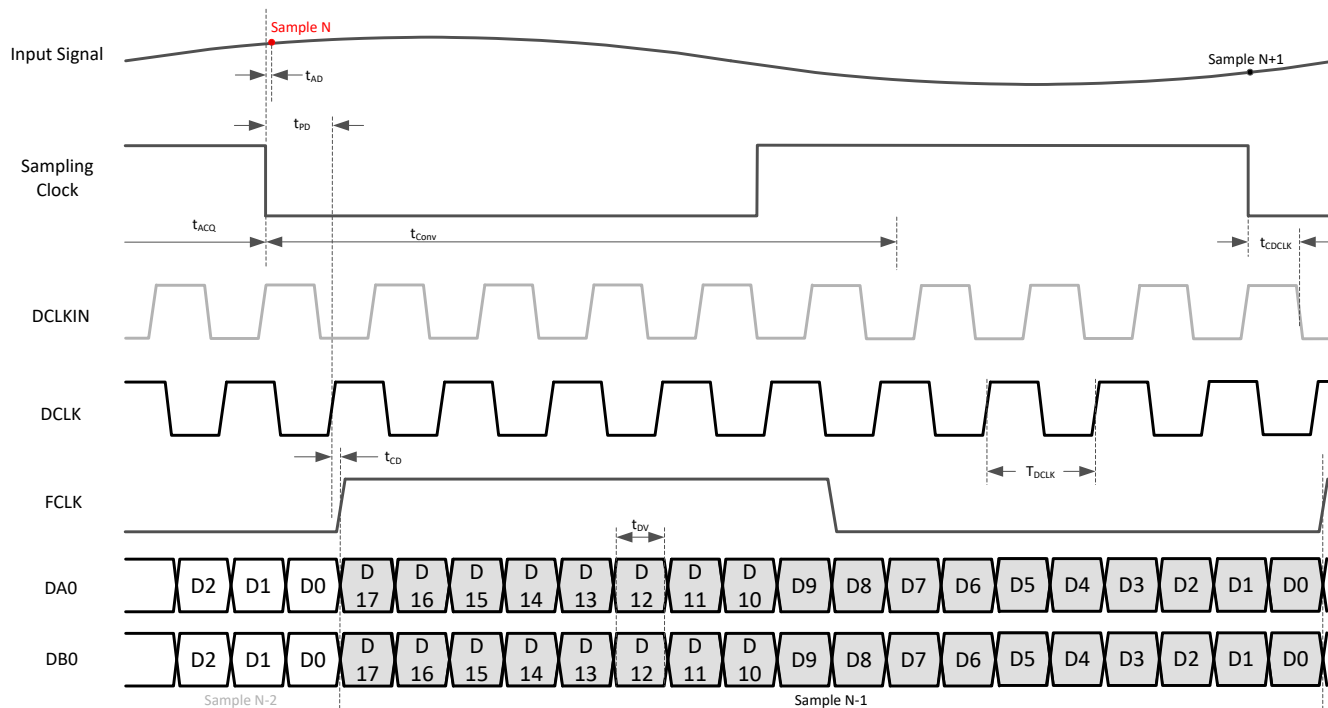 Sample N
Input Signal
Sample N+1
tAD
tPD
Sampling
Clock
tACQ
tConv
tCDCLK
DCLKIN
DCLK
tCD
TDCLK
FCLK
tDV
DA0
D2 D1 D0 D 17 D 16 D 15 D 14 D 13 D 12 D 11 D 10 D9 D8 D7 D6 D5 D4 D3 D2 D1 D0
DB0
D2 D1 D0 D 17 D 16 D 15 D 14 D 13 D 12 D 11 D 10 D9 D8 D7 D6 D5 D4 D3 D2 D1 D0
Sample N-2
Sample N-1